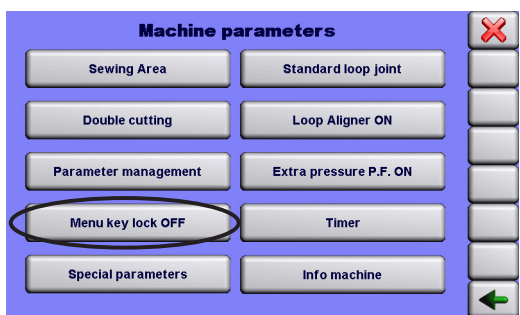 Machine parameters
Sewing Area
Standard loop joint
Double cutting
Loop Aligner ON
Parameter management
Extra pressure P.F. ON
Menu key lock OFF
Timer
Special parameters
Info machine